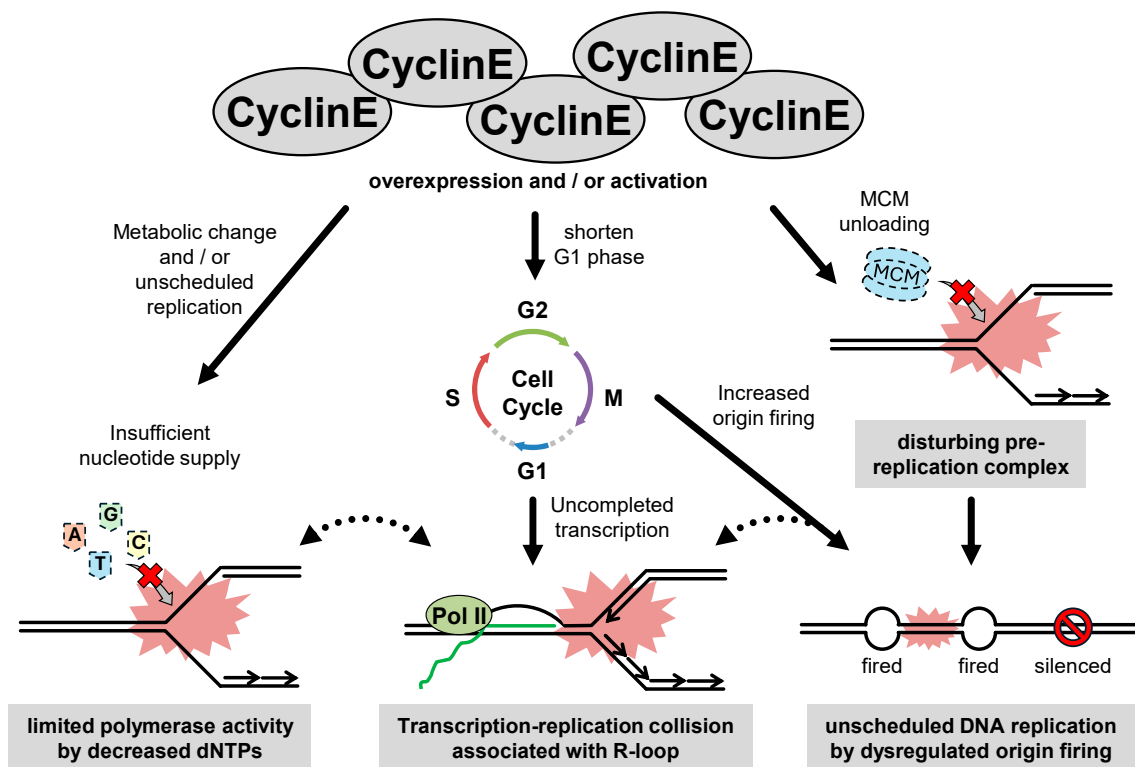 CyclinE
CyclinE
CyclinE
CyclinE
CyclinE
overexpression and / or activation
Metabolic change
and / or
unscheduled
replication
shorten
G1 phase
MCM
unloading
MCM
G2
Cell
Cycle
S
M
G1
Increased
origin firing
disturbing pre-
replication complex
Insufficient
nucleotide supply
Uncompleted
transcription
G
A
C
T
Pol II
fired
fired
silenced
limited polymerase activity
by decreased dNTPs
Transcription-replication collision
associated with R-loop
unscheduled DNA replication
by dysregulated origin firing